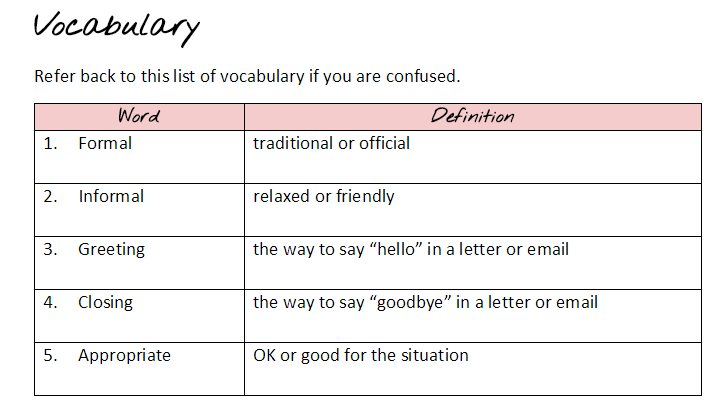 Vocabulary
Refer back to this list of vocabulary if you are confused.
Word Definition
1. Formal traditional or official
2. Informal relaxed or friendly
3. Greeting the way to say “hello” in a letter or email
4. Closing the way to say “goodbye” in a letter or email
5. Appropriate OK or good for the situation